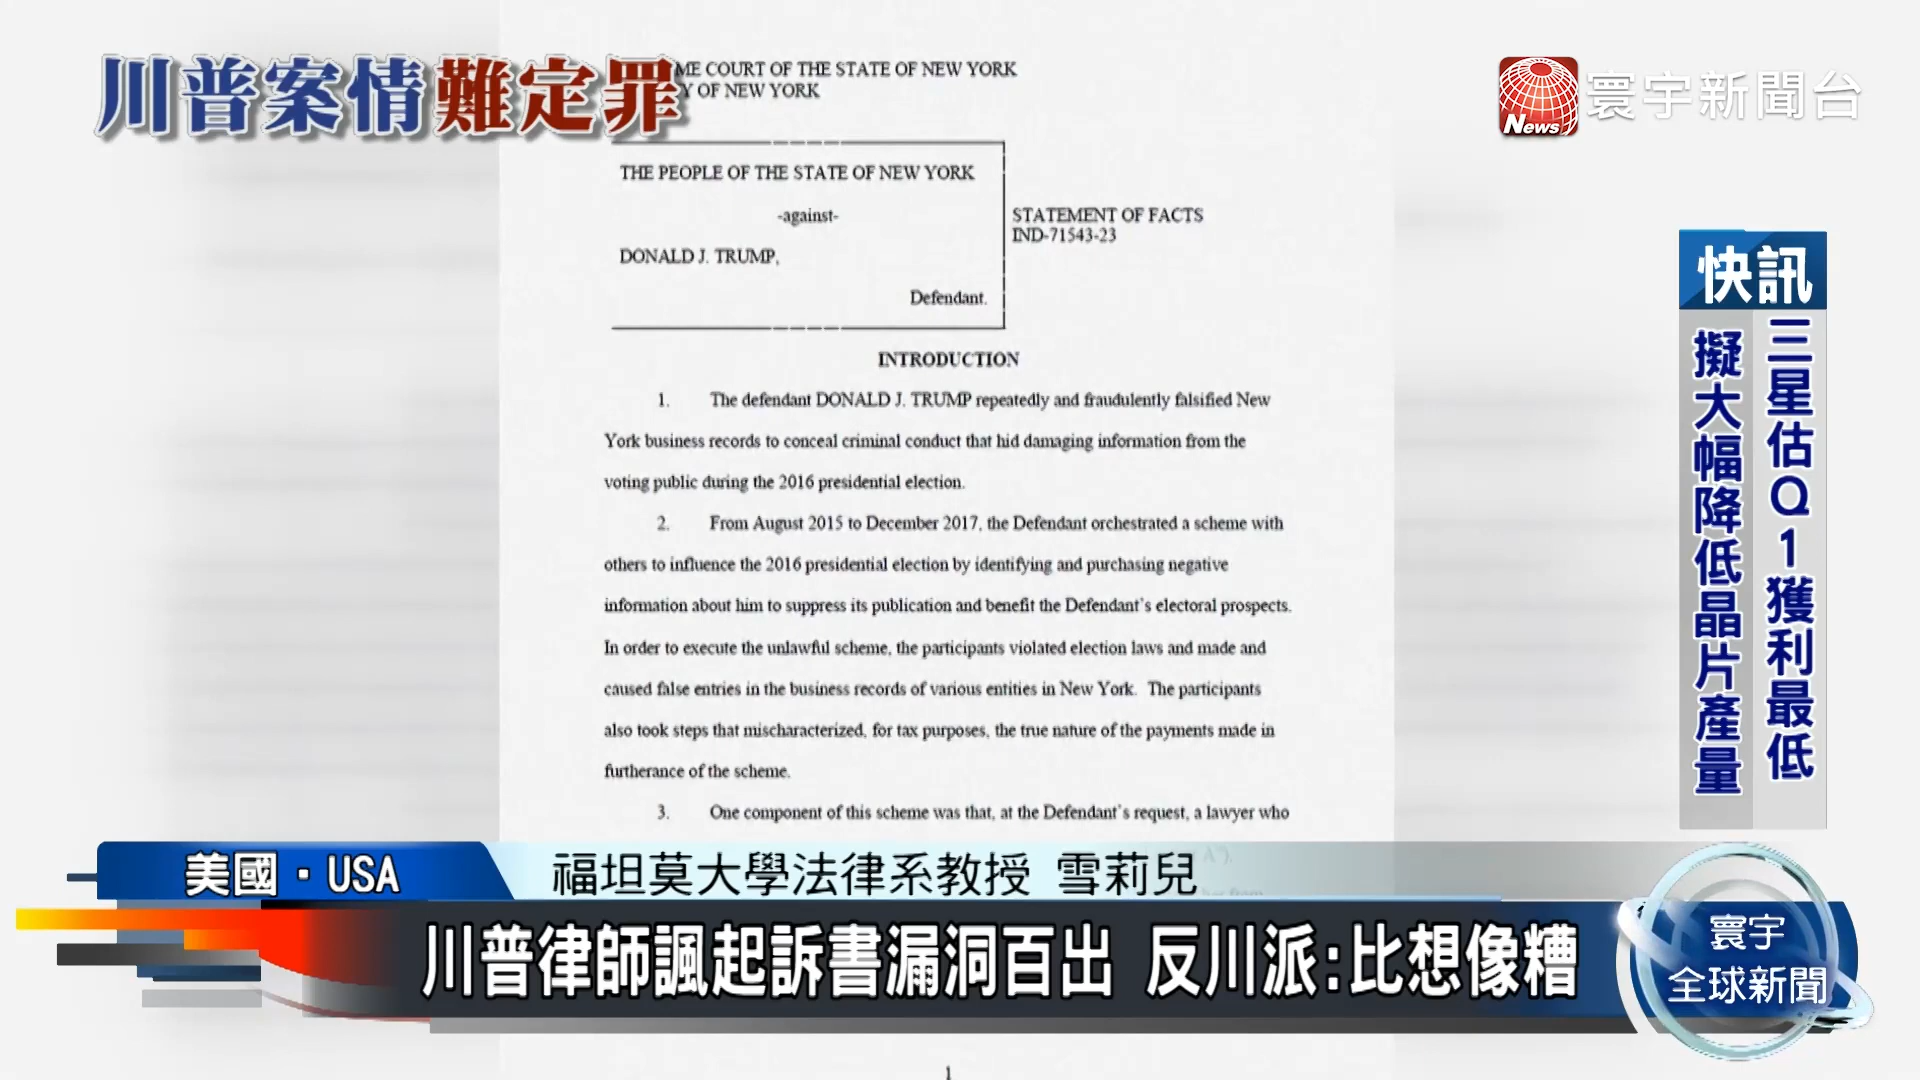 川普案情難定罪
ME COURT OF THE STATE OF NEW YORK
Y OF NEW YORK
News
寰宇新聞台
THE PEOPLE OF THE STATE OF NEW YORK
-against-
DONALD J. TRUMP,
Defendant.
STATEMENT OF FACTS
IND-71543-23
INTRODUCTION
1. The defendant DONALD J. TRUMP repeatedly and fraudulently falsified New
York business records to conceal criminal conduct that hid damaging information from the
voting public during the 2016 presidential election.
2. From August 2015 to December 2017, the Defendant orchestrated a scheme with
others to influence the 2016 presidential election by identifying and purchasing negative
information about him to suppress its publication and benefit the Defendant's electoral prospects.
In order to execute the unlawful scheme, the participants violated election laws and made and
caused false entries in the business records of various entities in New York. The participants
also took steps that mischaracterized, for tax purposes, the true nature of the payments made in
furtherance of the scheme.
3. One component of this scheme was that, at the Defendant's request, a lawyer who
快訊
三星估Q1獲利最低
擬大幅降低晶片產量
美國·USA
福坦莫大學法律系教授 雪莉兒
川普律師諷起訴書漏洞百出 反川派:比想像糟
寰宇
全球新聞
1